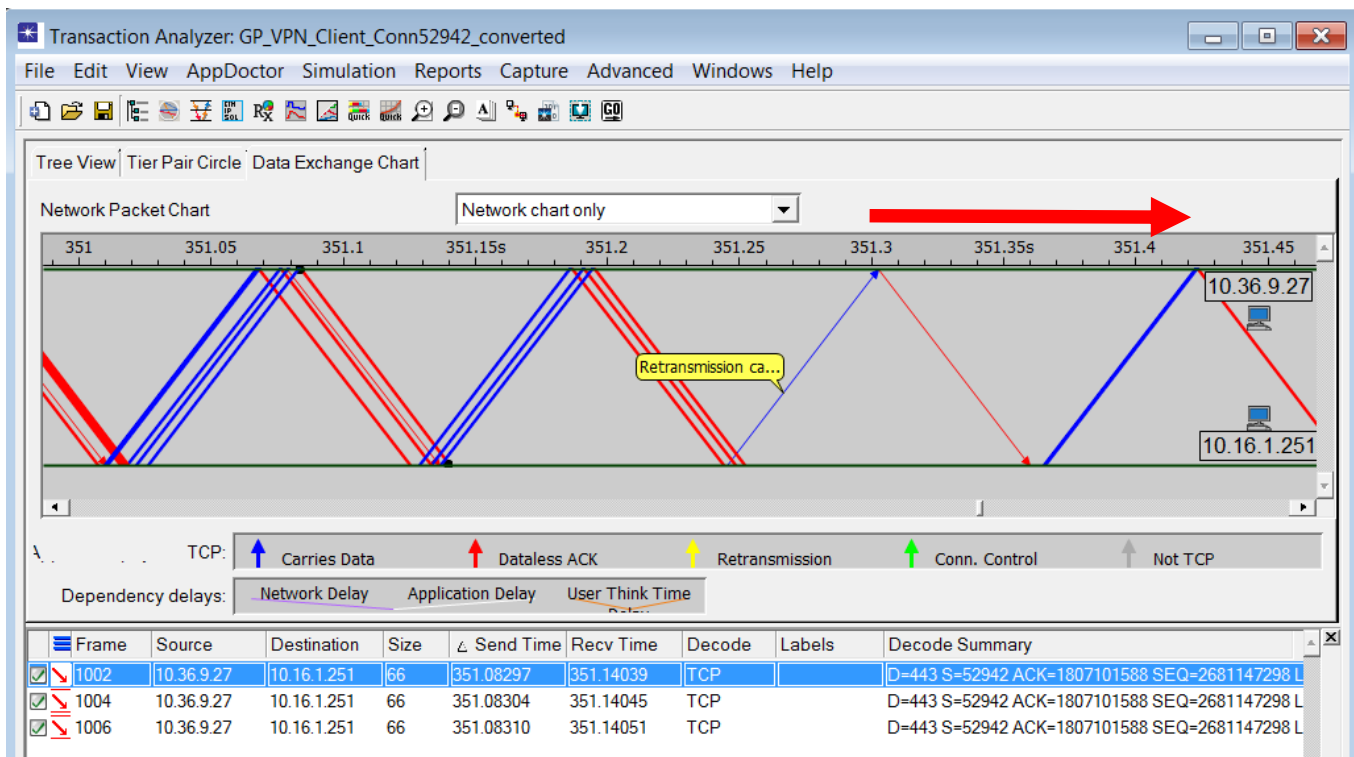 Transaction Analyzer: GP_VPN_Client_Conn52942_converted
File Edit View AppDoctor Simulation Reports Capture Advanced Windows Help
Tree View Tier Pair Circle Data Exchange Chart
Network Packet Chart Network chart only
351 351.05 351.1 351.15s 351.2 351.25 351.3 351.35s 351.4 351.45
10.36.9.27
Retransmission ca...
10.16.1.251
TCP: Carries Data Dataless ACK Retransmission Conn. Control Not TCP
Dependency delays: Network Delay Application Delay User Think Time
Frame Source Destination Size Send Time Recv Time Decode Labels Decode Summary
1002 10.36.9.27 10.16.1.251 66 351.08297 351.14039 TCP D=443 S=52942 ACK=1807101588 SEQ=2681147298 L
1004 10.36.9.27 10.16.1.251 66 351.08304 351.14045 TCP D=443 S=52942 ACK=1807101588 SEQ=2681147298 L
1006 10.36.9.27 10.16.1.251 66 351.08310 351.14051 TCP D=443 S=52942 ACK=1807101588 SEQ=2681147298 L